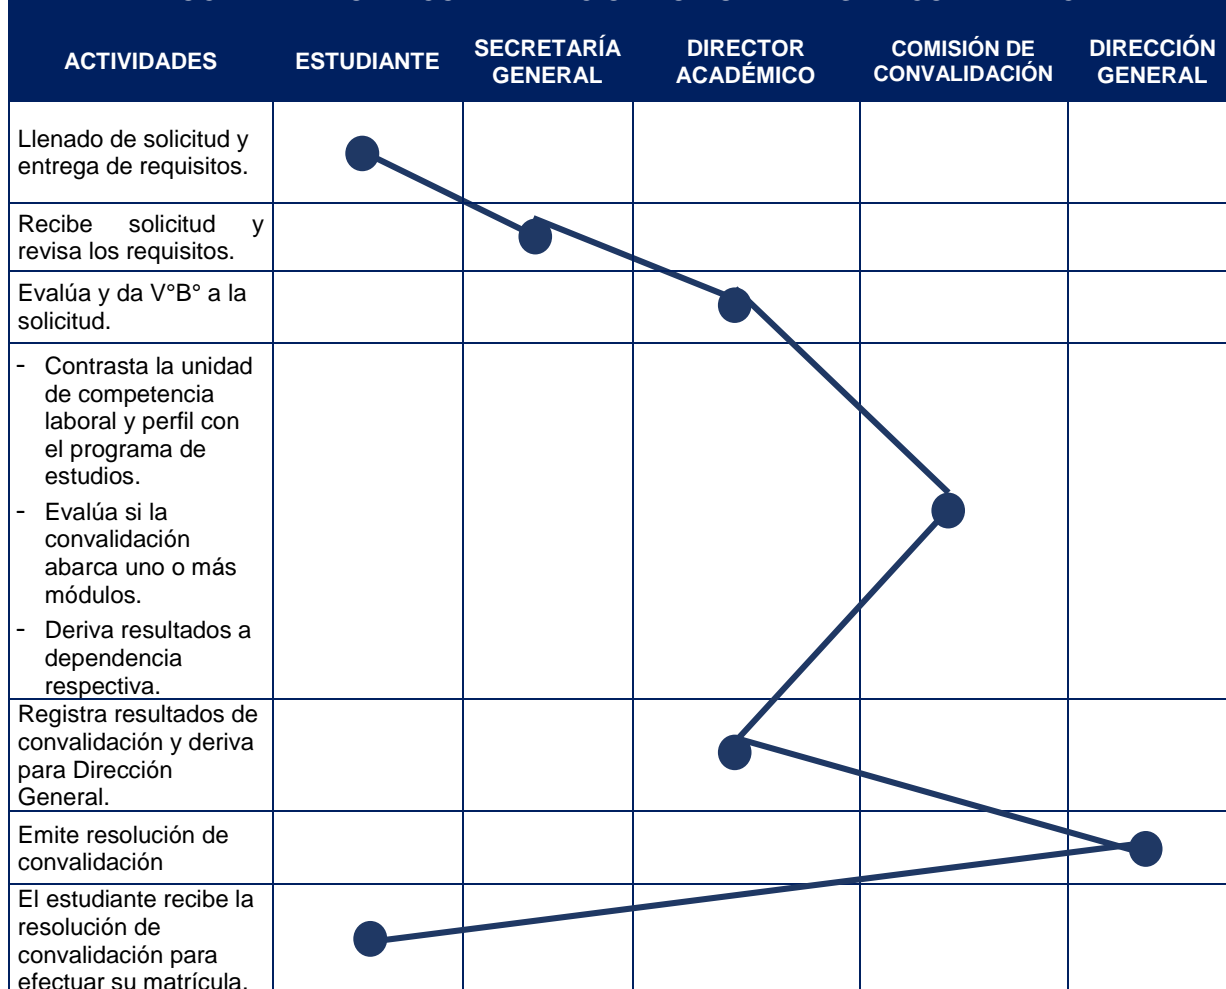 ACTIVIDADES
ESTUDIANTE
SECRETARÍA
GENERAL
DIRECTOR
ACADÉMICO
COMISIÓN DE
CONVALIDACIÓN
DIRECCIÓN
GENERAL
Llenado de solicitud y
entrega de requisitos.
Recibe solicitud y
revisa los requisitos.
Evalúa y da V°B° a la
solicitud.
- Contrasta la unidad
de competencia
laboral y perfil con
el programa de
estudios.
- Evalúa si la
convalidación
abarca uno o más
módulos.
- Deriva resultados a
dependencia
respectiva.
Registra resultados de
convalidación y deriva
para Dirección
General.
Emite resolución de
convalidación
El estudiante recibe la
resolución de
convalidación para
efectuar su matrícula.